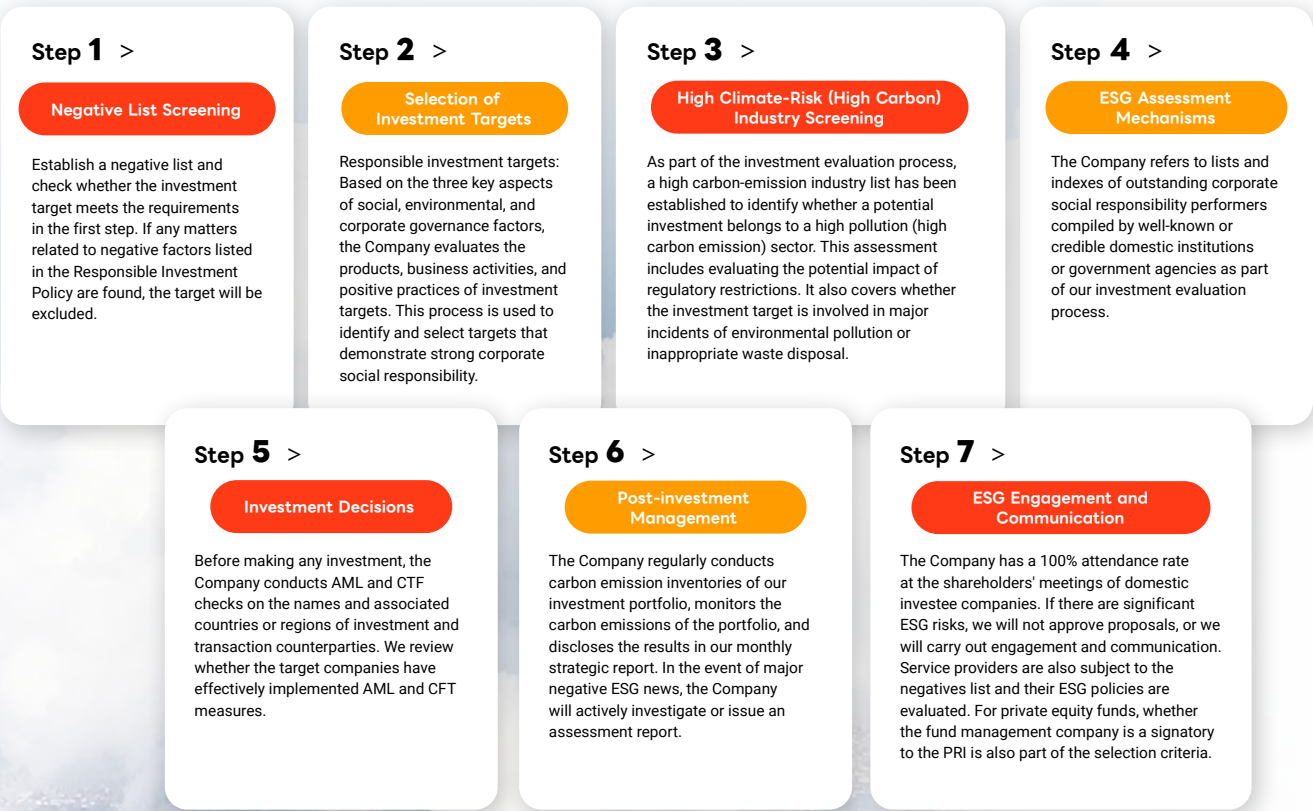 Step 1 >
Negative List Screening
Establish a negative list and
check whether the investment
target meets the requirements
in the first step. If any matters
related to negative factors listed
in the Responsible Investment
Policy are found, the target will be
excluded.
Step 2 >
Selection of
Investment Targets
Responsible investment targets:
Based on the three key aspects
of social, environmental, and
corporate governance factors,
the Company evaluates the
products, business activities, and
positive practices of investment
targets. This process is used to
identify and select targets that
demonstrate strong corporate
social responsibility.
Step 3 >
High Climate-Risk (High Carbon)
Industry Screening
As part of the investment evaluation process,
a high carbon-emission industry list has been
established to identify whether a potential
investment belongs to a high pollution (high
carbon emission) sector. This assessment
includes evaluating the potential impact of
regulatory restrictions. It also covers whether
the investment target is involved in major
incidents of environmental pollution or
inappropriate waste disposal.
Step 4 >
ESG Assessment
Mechanisms
The Company refers to lists and
indexes of outstanding corporate
social responsibility performers
compiled by well-known or
credible domestic institutions
or government agencies as part
of our investment evaluation
process.
Step 5 >
Investment Decisions
Before making any investment, the
Company conducts AML and CTF
checks on the names and associated
countries or regions of investment and
transaction counterparties. We review
whether the target companies have
effectively implemented AML and CFT
measures.
Step 6 >
Post-investment
Management
The Company regularly conducts
carbon emission inventories of our
investment portfolio, monitors the
carbon emissions of the portfolio, and
discloses the results in our monthly
strategic report. In the event of major
negative ESG news, the Company
will actively investigate or issue an
assessment report.
Step 7 >
ESG Engagement and
Communication
The Company has a 100% attendance rate
at the shareholders' meetings of domestic
investee companies. If there are significant
ESG risks, we will not approve proposals, or we
will carry out engagement and communication.
Service providers are also subject to the
negatives list and their ESG policies are
evaluated. For private equity funds, whether
the fund management company is a signatory
to the PRI is also part of the selection criteria.